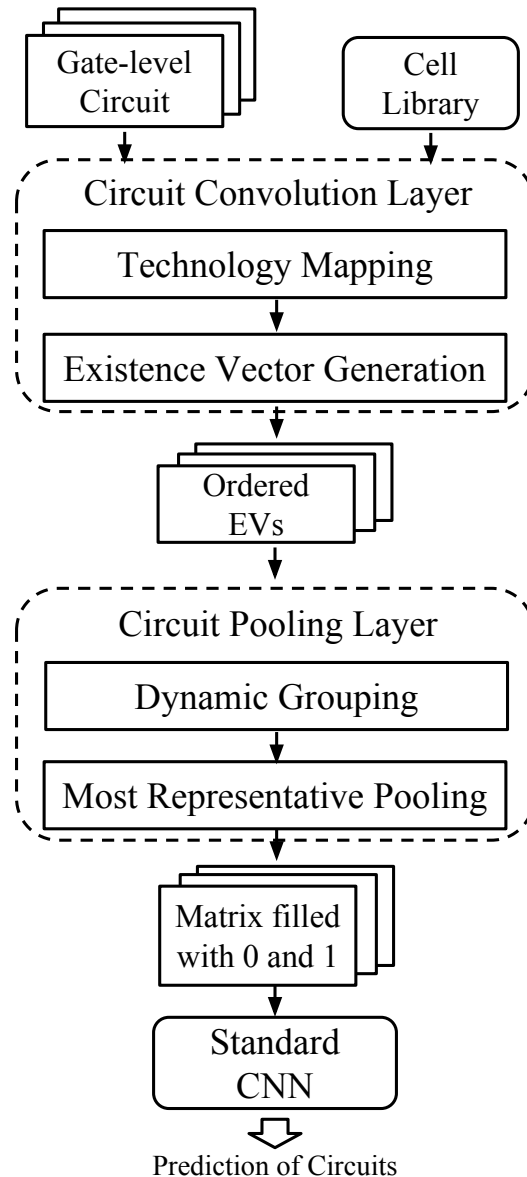 Gate-level
Circuit
Cell
Library
Circuit Convolution Layer
Technology Mapping
Existence Vector Generation
Ordered
EVs
Circuit Pooling Layer
Dynamic Grouping
Most Representative Pooling
Matrix filled
with 0 and 1
Standard
CNN
Prediction of Circuits